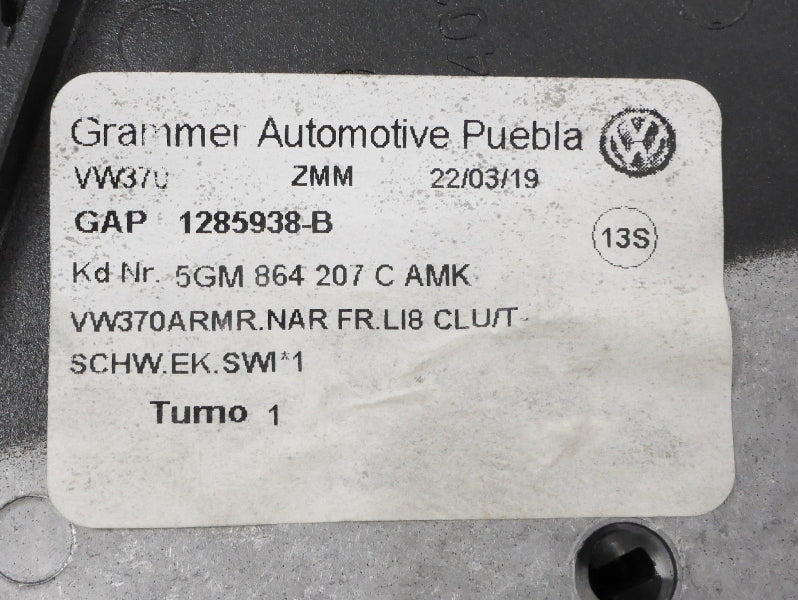 Grammer Automotive Puebla
VW370 ZMM 22/03/19
GAP 1285938-B
13S
Kd Nr. 5GM 864 207 C AMK
VW370ARMR.NAR FR.LI8 CLU/T-
SCHW.EK.SWI*1
Turno 1